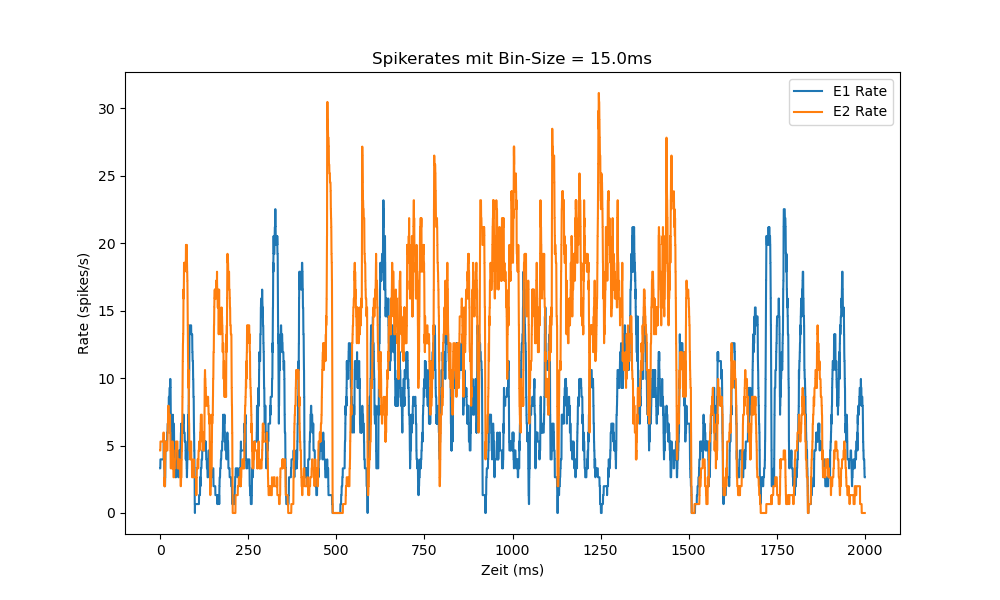 Spikerates mit Bin-Size = 15.0ms
E1 Rate
E2 Rate
30
25
20
15
10
5
0
Rate (spikes/s)
0 250 500 750 1000 1250 1500 1750 2000
Zeit (ms)